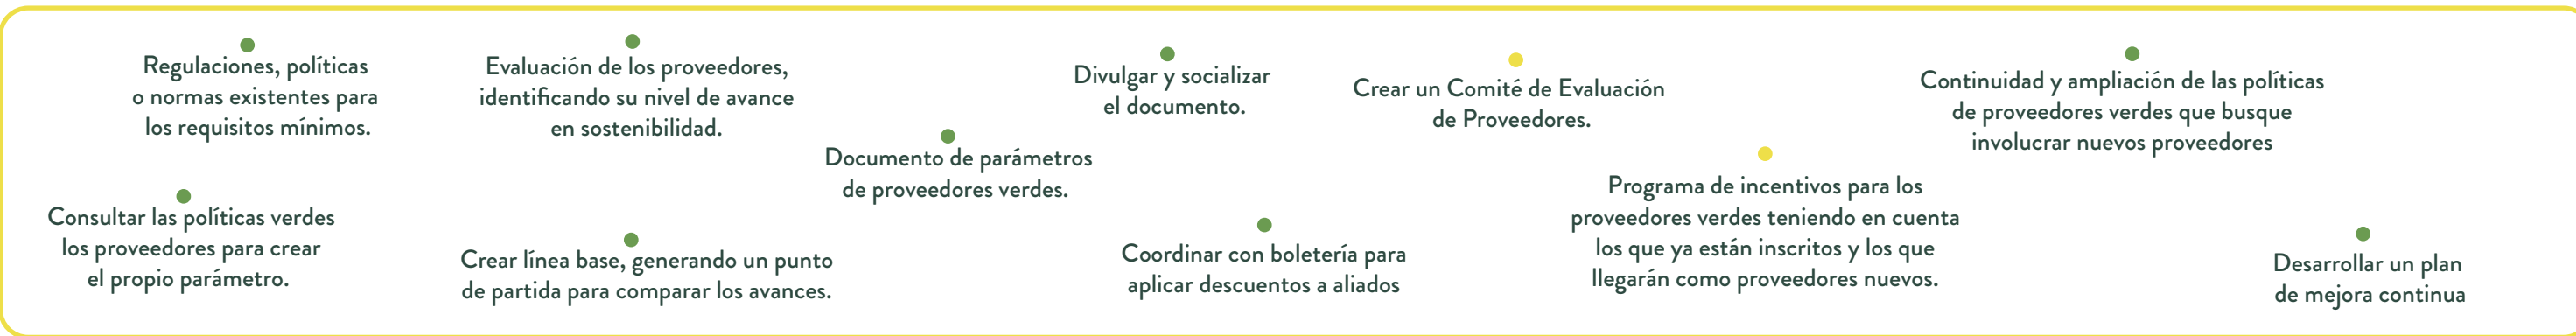 Regulaciones, políticas
o normas existentes para
los requisitos mínimos.
Consultar las políticas verdes
los proveedores para crear
el propio parámetro.
Evaluación de los proveedores,
identificando su nivel de avance
en sostenibilidad.
Crear línea base, generando un punto
de partida para comparar los avances.
Documento de parámetros
de proveedores verdes.
Divulgar y socializar
el documento.
Coordinar con boletería para
aplicar descuentos a aliados
Crear un Comité de Evaluación
de Proveedores.
Programa de incentivos para los
proveedores verdes teniendo en cuenta
los que ya están inscritos y los que
llegarán como proveedores nuevos.
Continuidad y ampliación de las políticas
de proveedores verdes que busque
involucrar nuevos proveedores
Desarrollar un plan
de mejora continua